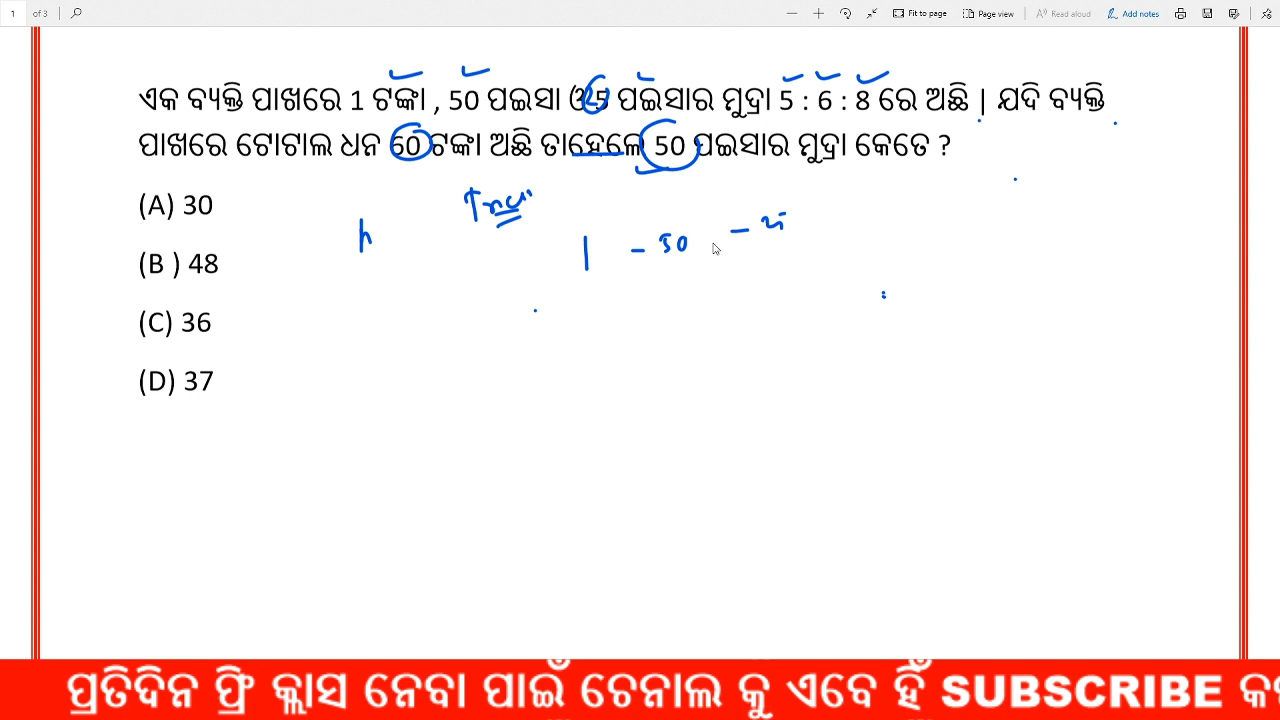 1 of 3 Fit to page Page view Read aloud Add notes
ଏକ ବ୍ୟକ୍ତି ପାଖରେ 1 ଟଙ୍କା , 50 ପଇସା ଓ ପଇସାର ମୁଦ୍ରା 5 : 6 : 8 ରେ ଅଛି | ଯଦି ବ୍ୟକ୍ତି
ପାଖରେ ଟୋଟାଲ ଧନ 60 ଟଙ୍କା ଅଛି ତାହେଲେ 50 ପଇସାର ମୁଦ୍ରା କେତେ ?
(A) 30
(B ) 48
(C) 36
(D) 37
1 - 50 -
ପ୍ରତିଦିନ ଫ୍ରି କ୍ଲାସ ନେବା ପାଇଁ ଚେନାଲ କୁ ଏବେ ହିଁ SUBSCRIBE